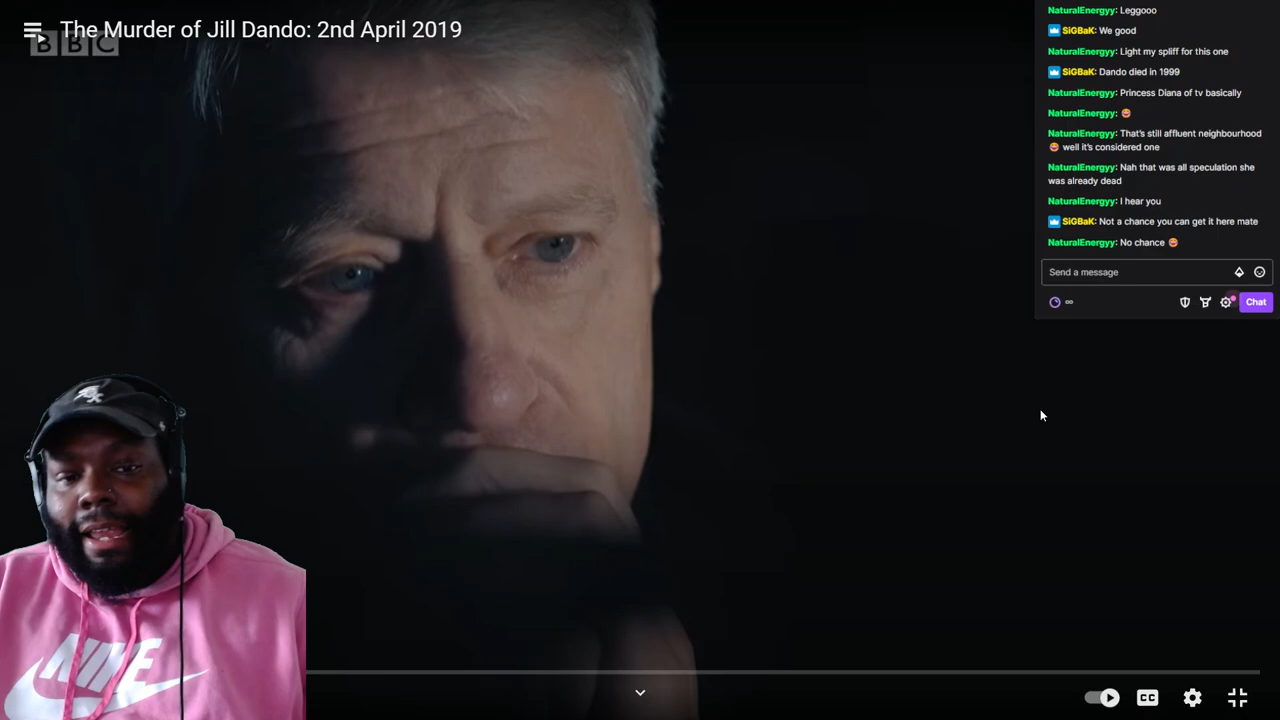 The Murder of Jill Dando: 2nd April 2019
BBC
NaturalEnergyy: Leggooo
SiGBaK: We good
NaturalEnergyy: Light my spliff for this one
SiGBaK: Dando died in 1999
NaturalEnergyy: Princess Diana of tv basically
NaturalEnergyy: 😂
NaturalEnergyy: That's still affluent neighbourhood
😂 well it's considered one
NaturalEnergyy: Nah that was all speculation she
was already dead
NaturalEnergyy: I hear you
SiGBaK: Not a chance you can get it here mate
NaturalEnergyy: No chance 😂
Send a message
Chat
CC
NIKE